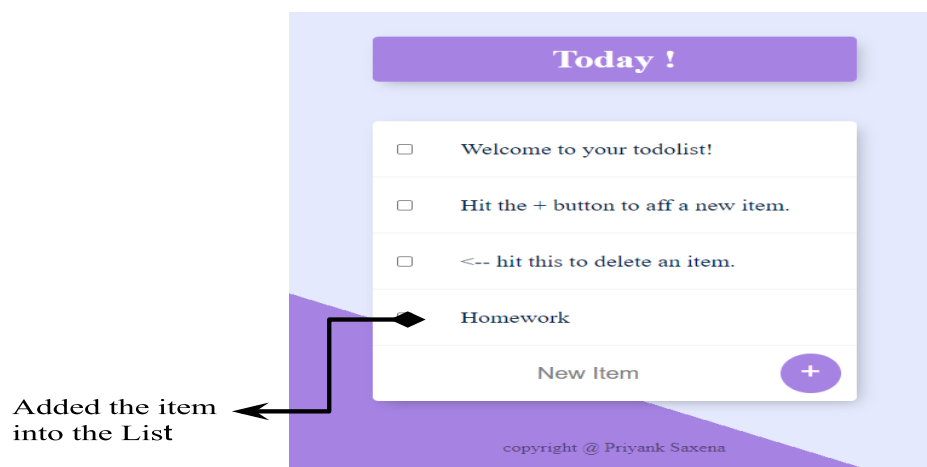 Today !
Welcome to your todolist!
Hit the + button to aff a new item.
<-- hit this to delete an item.
Homework
New Item +
Added the item
into the List
copyright @ Priyank Saxena